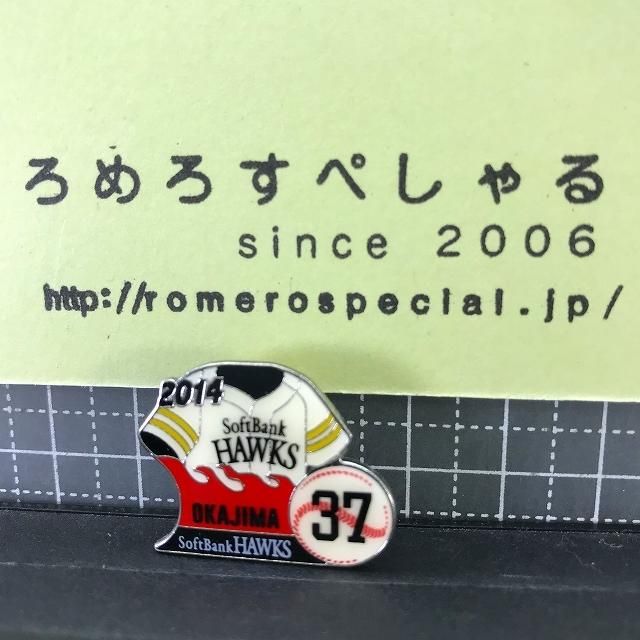 ろめろすぺしゃる
since 2006
http://romerospecial.jp/
2014
SoftBank
HAWKS
OKAJIMA
37
SoftBank HAWKS